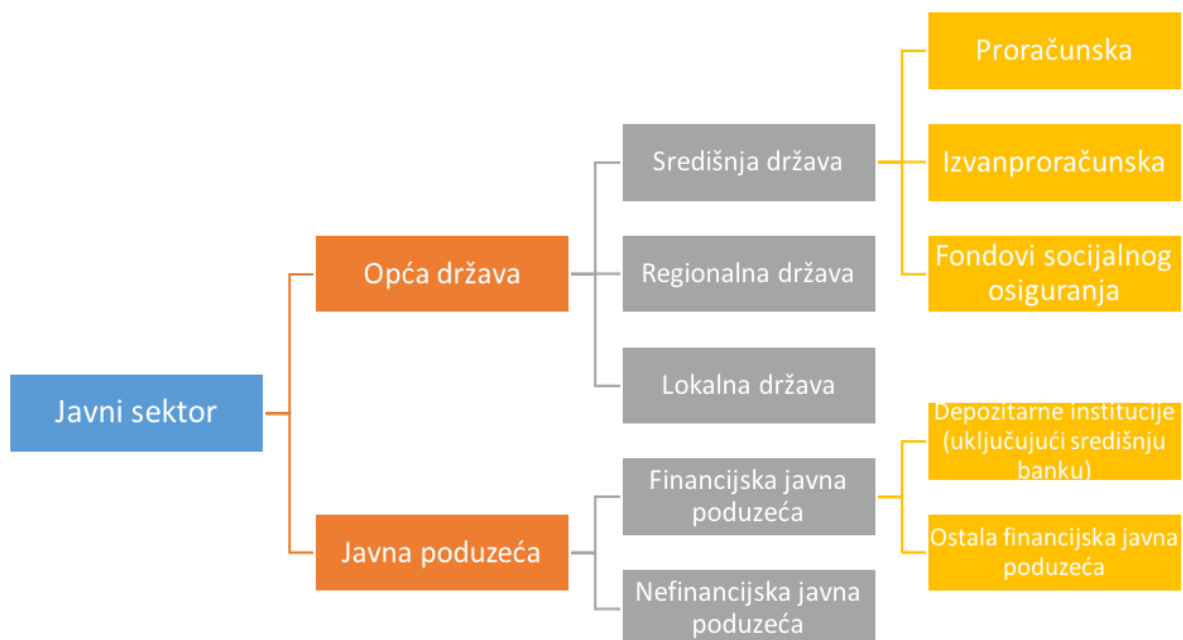 Javni sektor
Opća država
Središnja država
Proračunska
Izvanproračunska
Fondovi socijalnog
osiguranja
Regionalna država
Lokalna država
Javna poduzeća
Financijska javna
poduzeća
Depozitarne institucije
(uključujući središnju
banku)
Ostala financijska javna
poduzeća
Nefinancijska javna
poduzeća